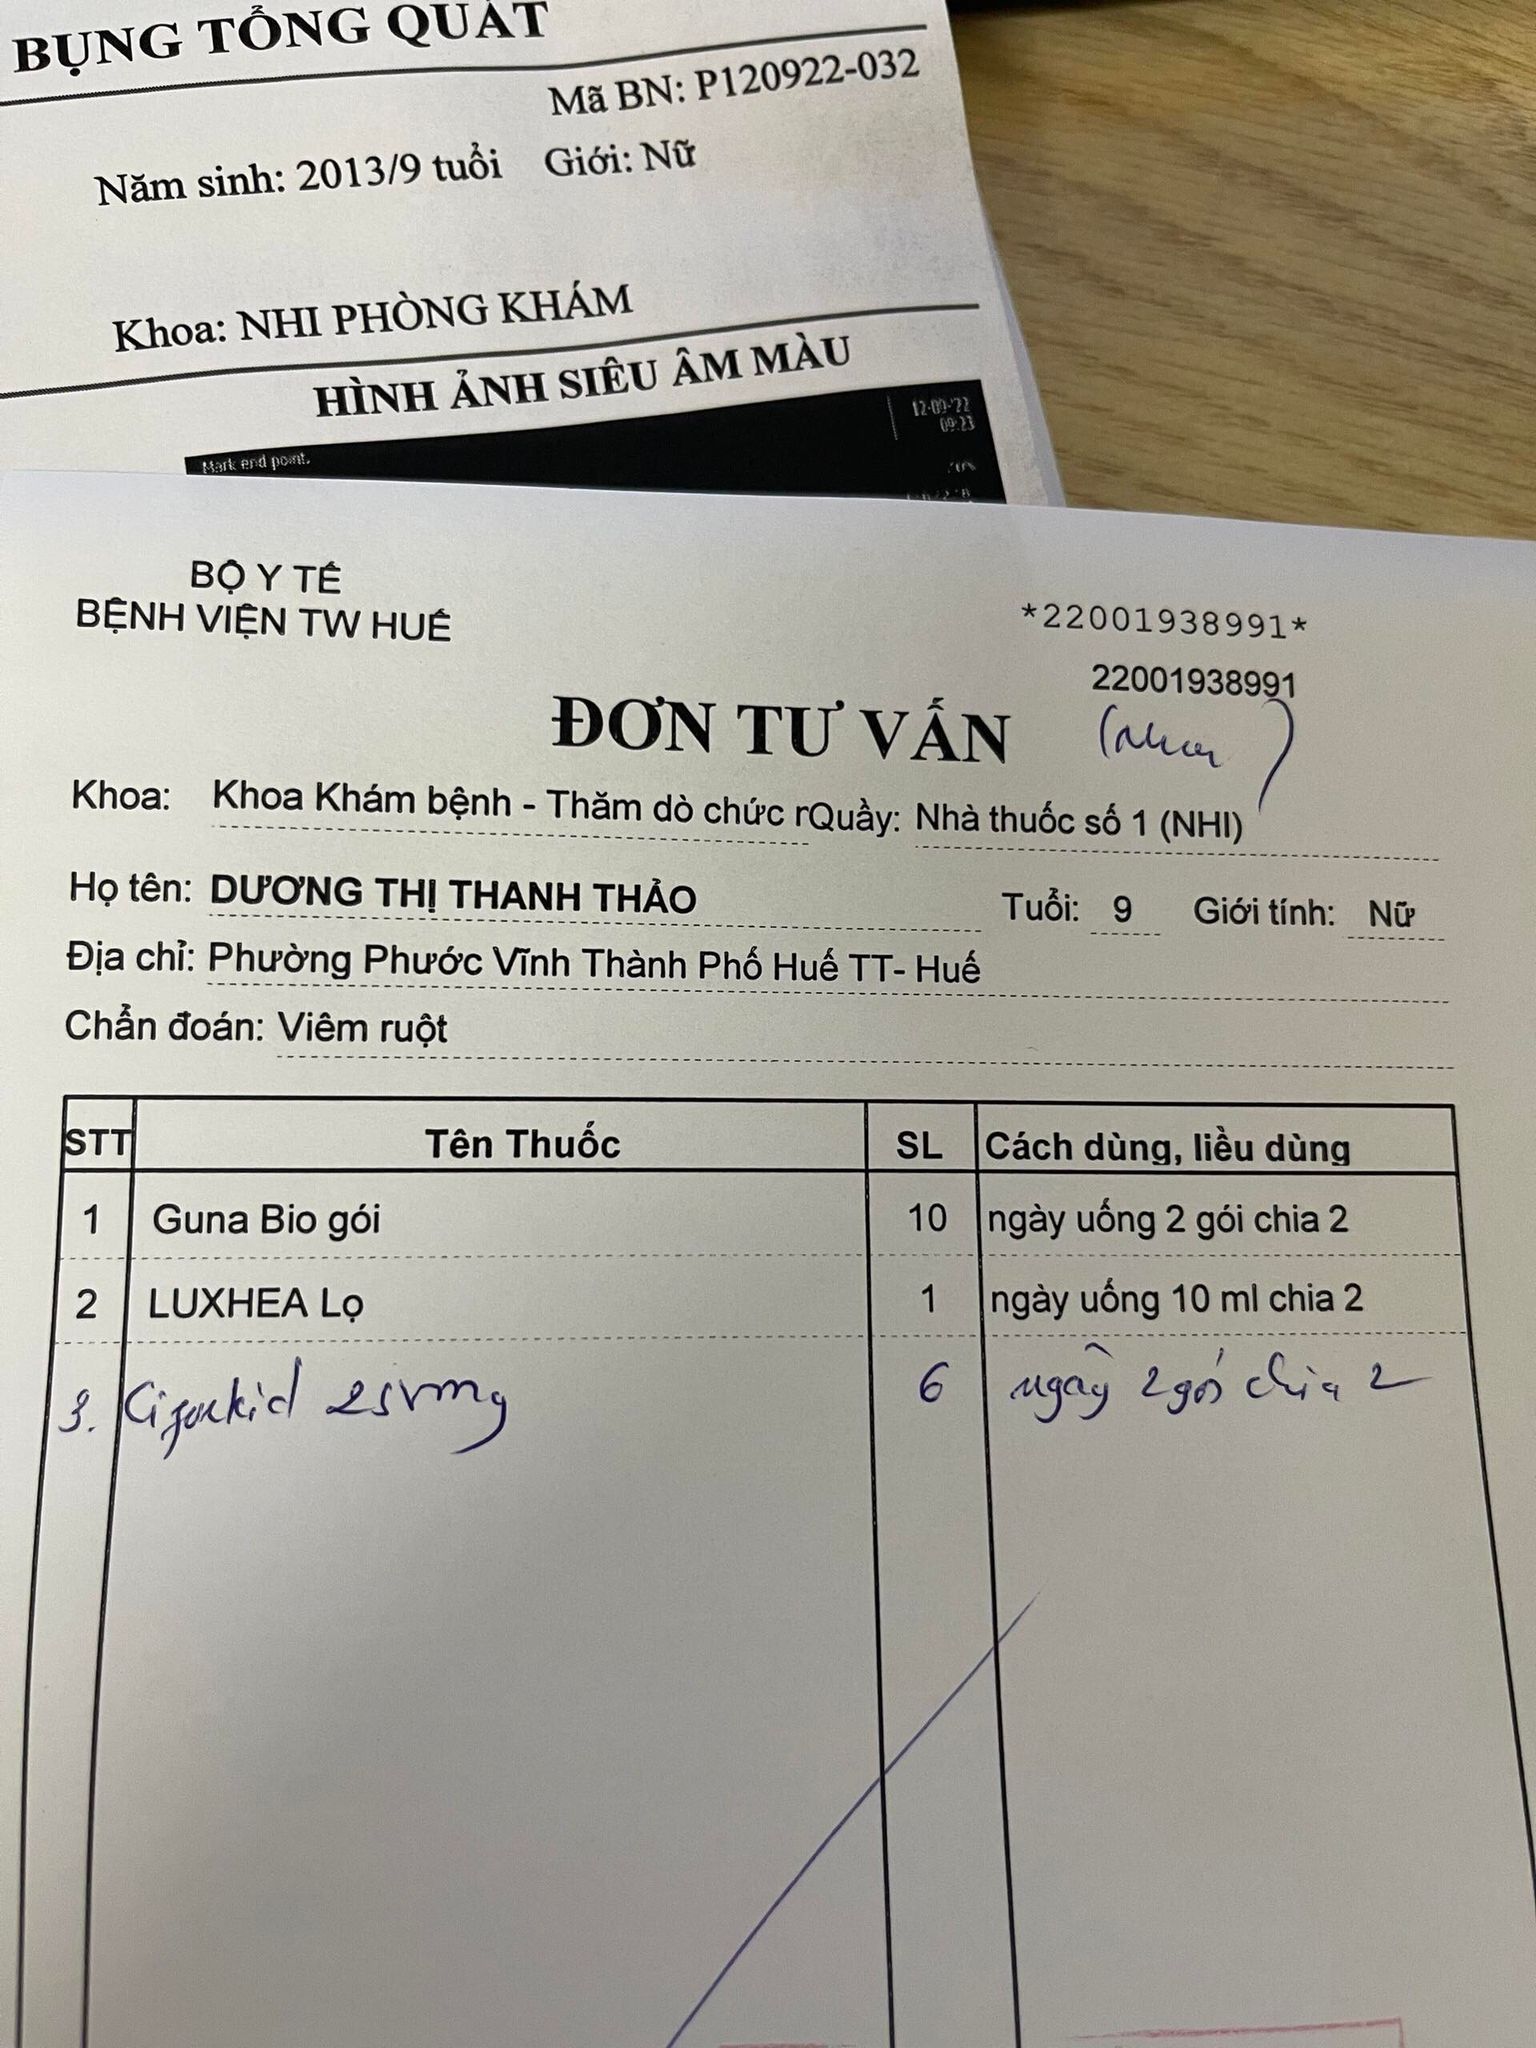 BỤNG TỔNG QUÁT
Mã BN: P120922-032
Năm sinh: 2013/9 tuổi Giới: Nữ
Khoa: NHI PHÒNG KHÁM
HÌNH ẢNH SIÊU ÂM MÀU
12-09-'22
09:23
Mark end point.
BỘ Y TẾ
BỆNH VIỆN TW HUẾ
*22001938991*
22001938991
ĐƠN TƯ VẤN
Khoa: Khoa Khám bệnh - Thăm dò chức rQuầy: Nhà thuốc số 1 (NHI)
Họ tên: DƯƠNG THỊ THANH THẢO Tuổi: 9 Giới tính: Nữ
Địa chỉ: Phường Phước Vĩnh Thành Phố Huế TT- Huế
Chẩn đoán: Viêm ruột
STT Tên Thuốc SL Cách dùng, liều dùng
1 Guna Bio gói 10 ngày uống 2 gói chia 2
2 LUXHEA Lọ 1 ngày uống 10 ml chia 2
3. 6 ngày 2 gói chia 2